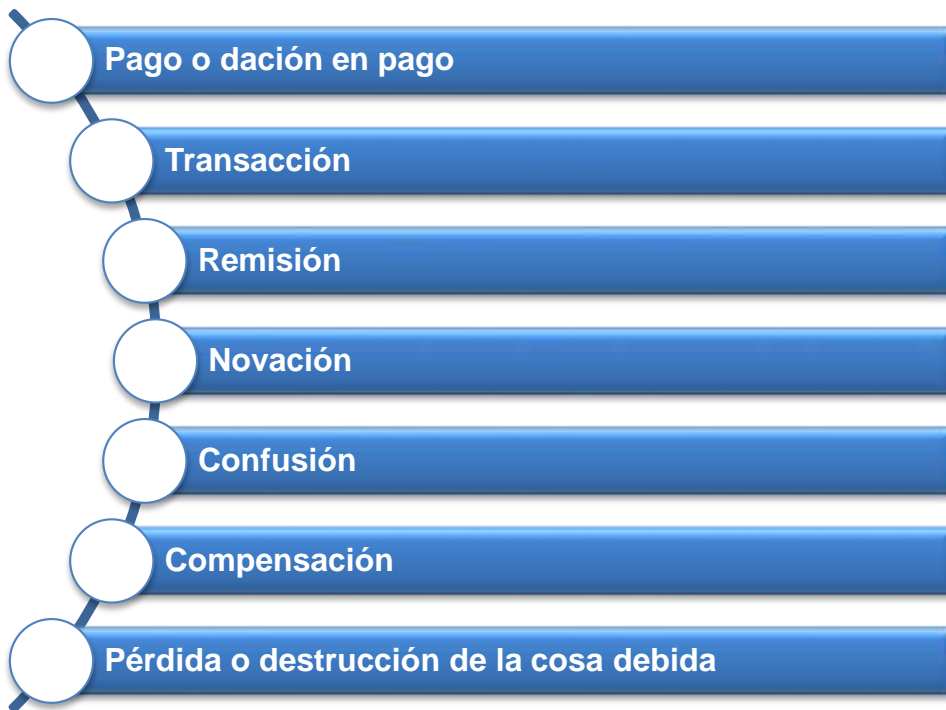 Pago o dación en pago
Transacción
Remisión
Novación
Confusión
Compensación
Pérdida o destrucción de la cosa debida